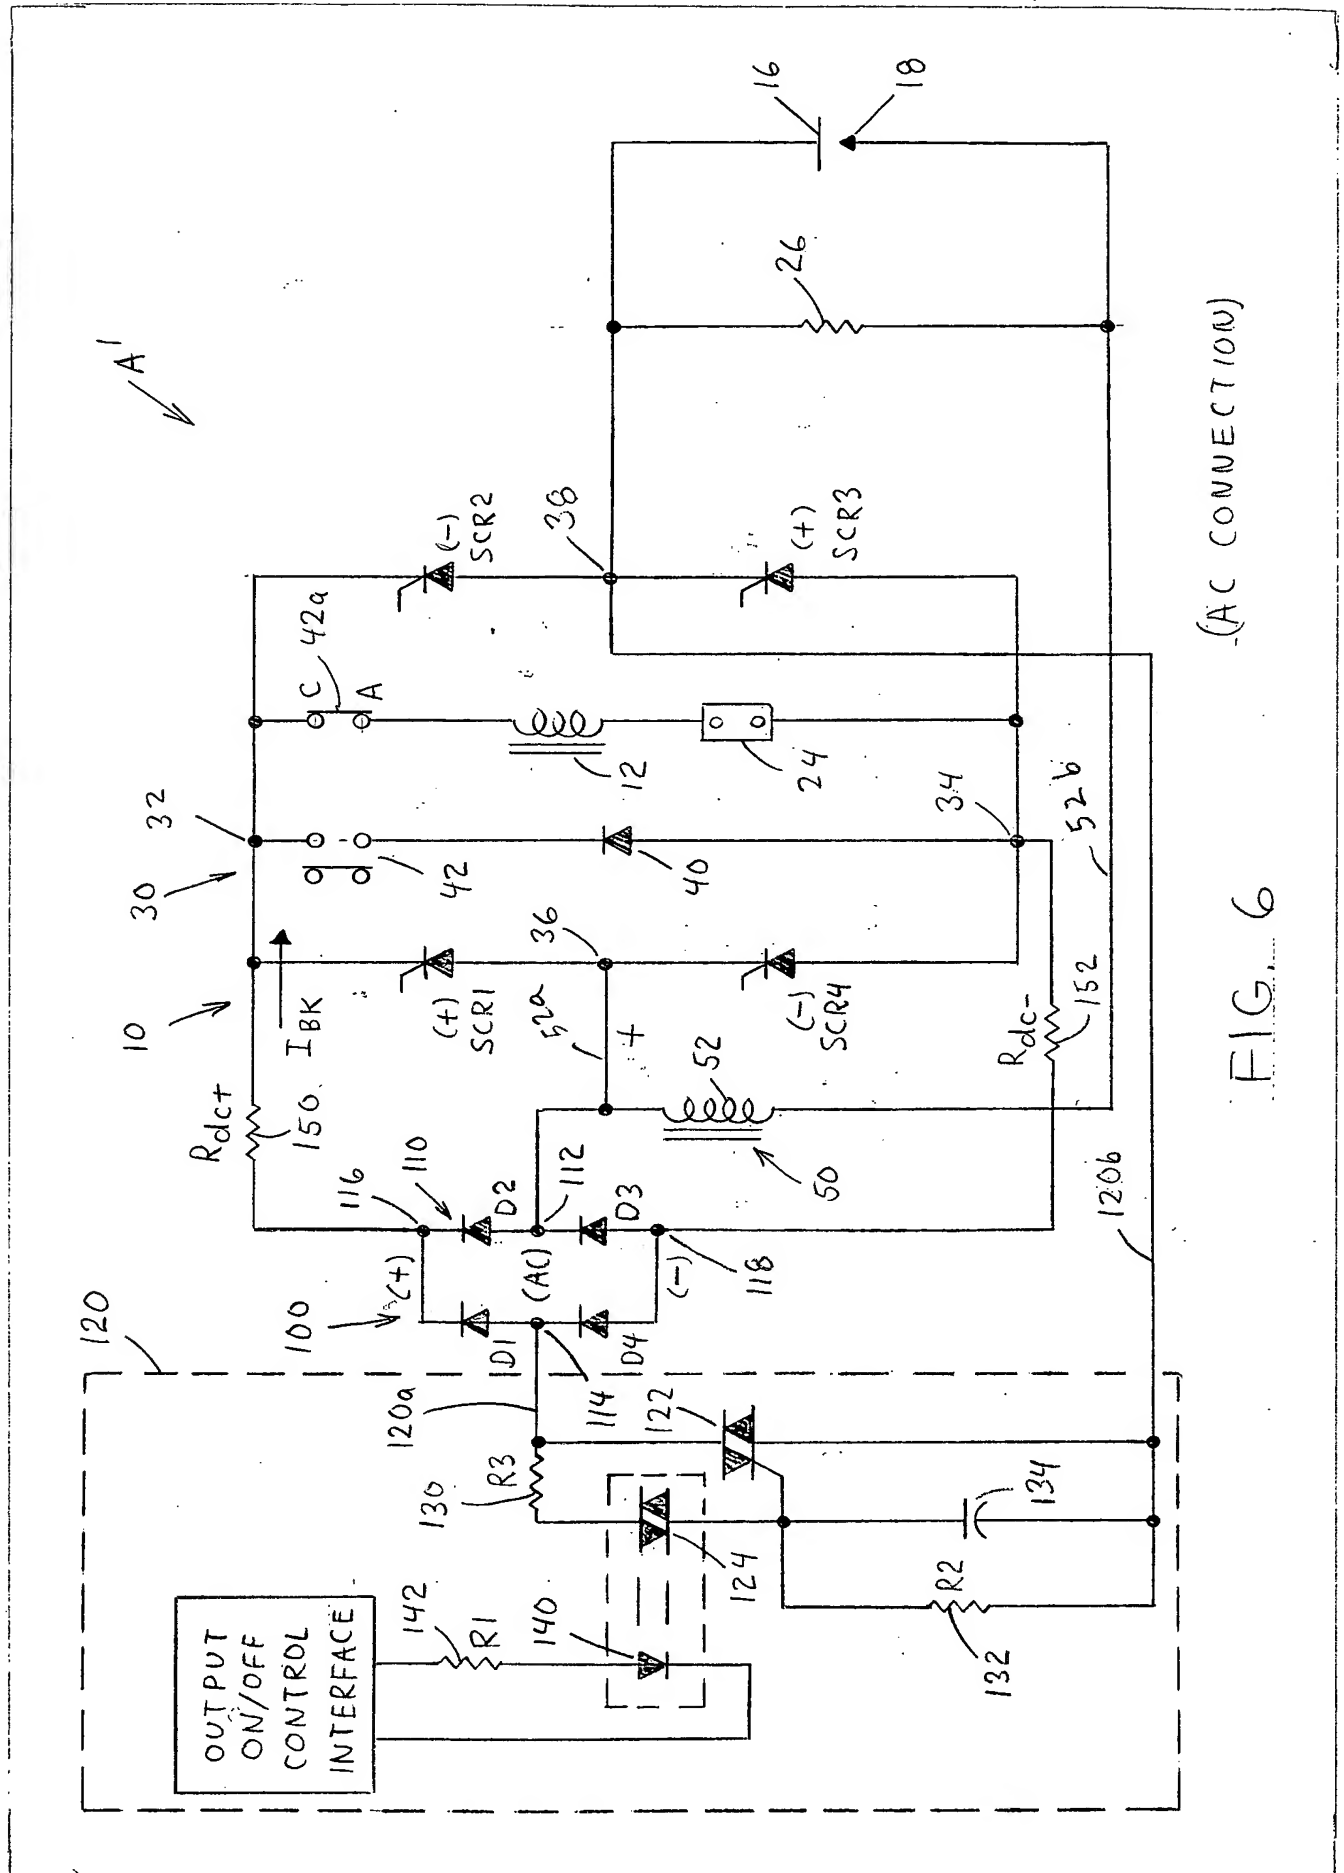 A'
120
OUTPUT
ON/OFF
CONTROL
INTERFACE
142
R1
140
124
130
R3
120a
122
114
R2
132
134
100
(+)
116
110
D1
D2
(AC)
112
D4
D3
(-)
118
Rdc+
150
IBK
10
30
32
(+)
SCR1
36
52a
+
52
50
(-)
SCR4
Rdc-
152
42
40
34
C
A
42a
12
24
(-)
SCR2
38
(+)
SCR3
52b
120b
26
16
18
(AC CONNECTION)
FIG. 6